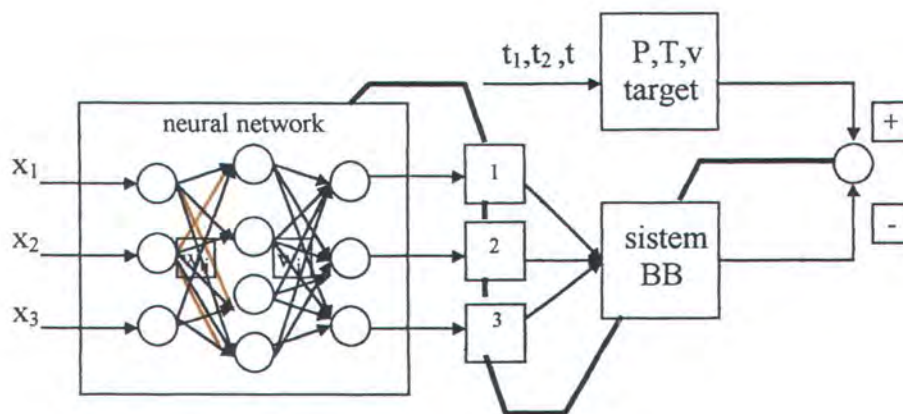 t₁,t₂,t
P,T,v
target
+
neural network
x₁
1
x₂
2
sistem
BB
-
x₃
3